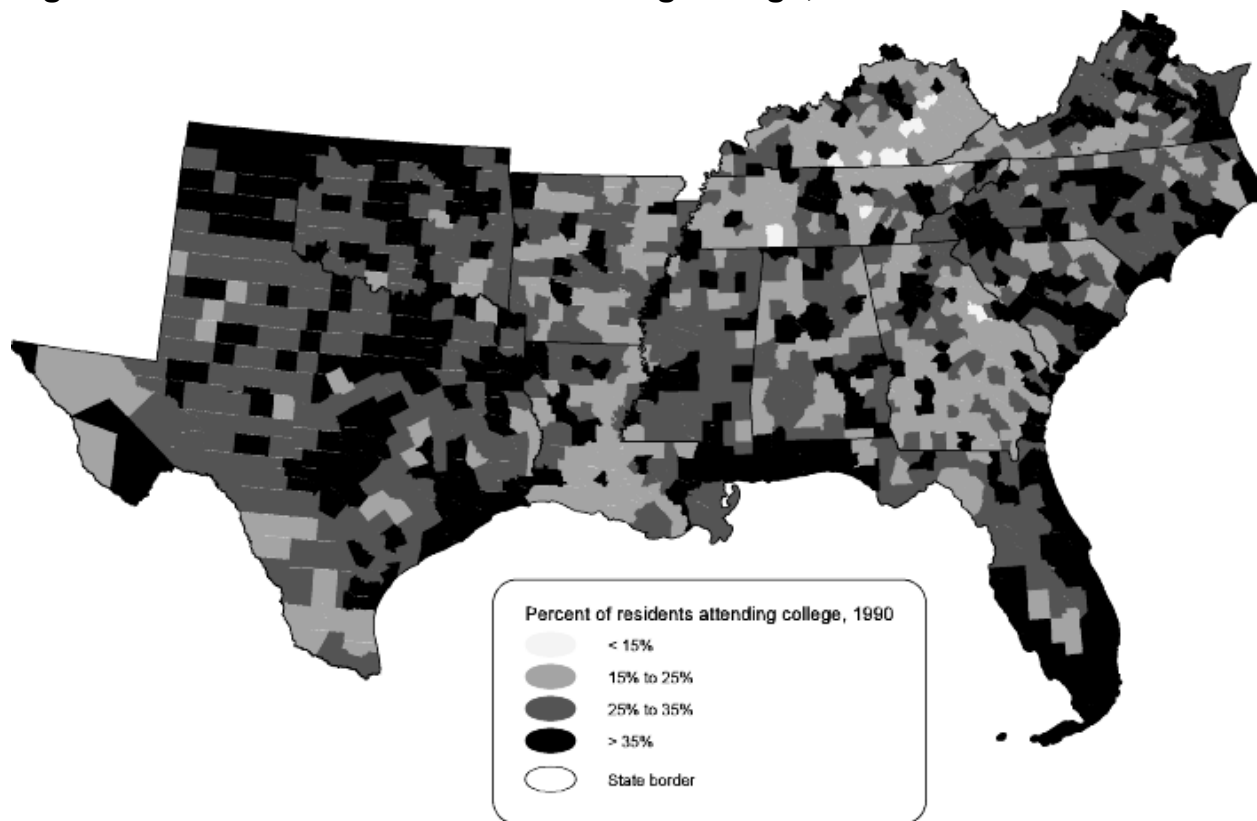 Percent of residents attending college, 1990
< 15%
15% to 25%
25% to 35%
> 35%
State border